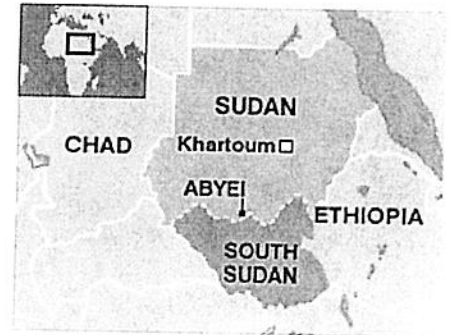 SUDAN
CHAD
Khartoum
ABYEI
ETHIOPIA
SOUTH
SUDAN